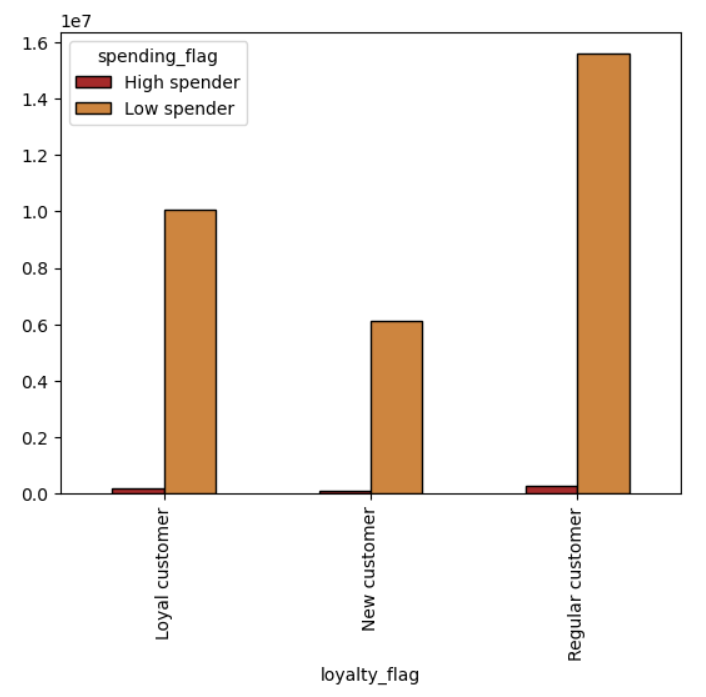 1e7
1.6
1.4
1.2
1.0
0.8
0.6
0.4
0.2
0.0
spending_flag
High spender
Low spender
Loyal customer
New customer
Regular customer
loyalty_flag